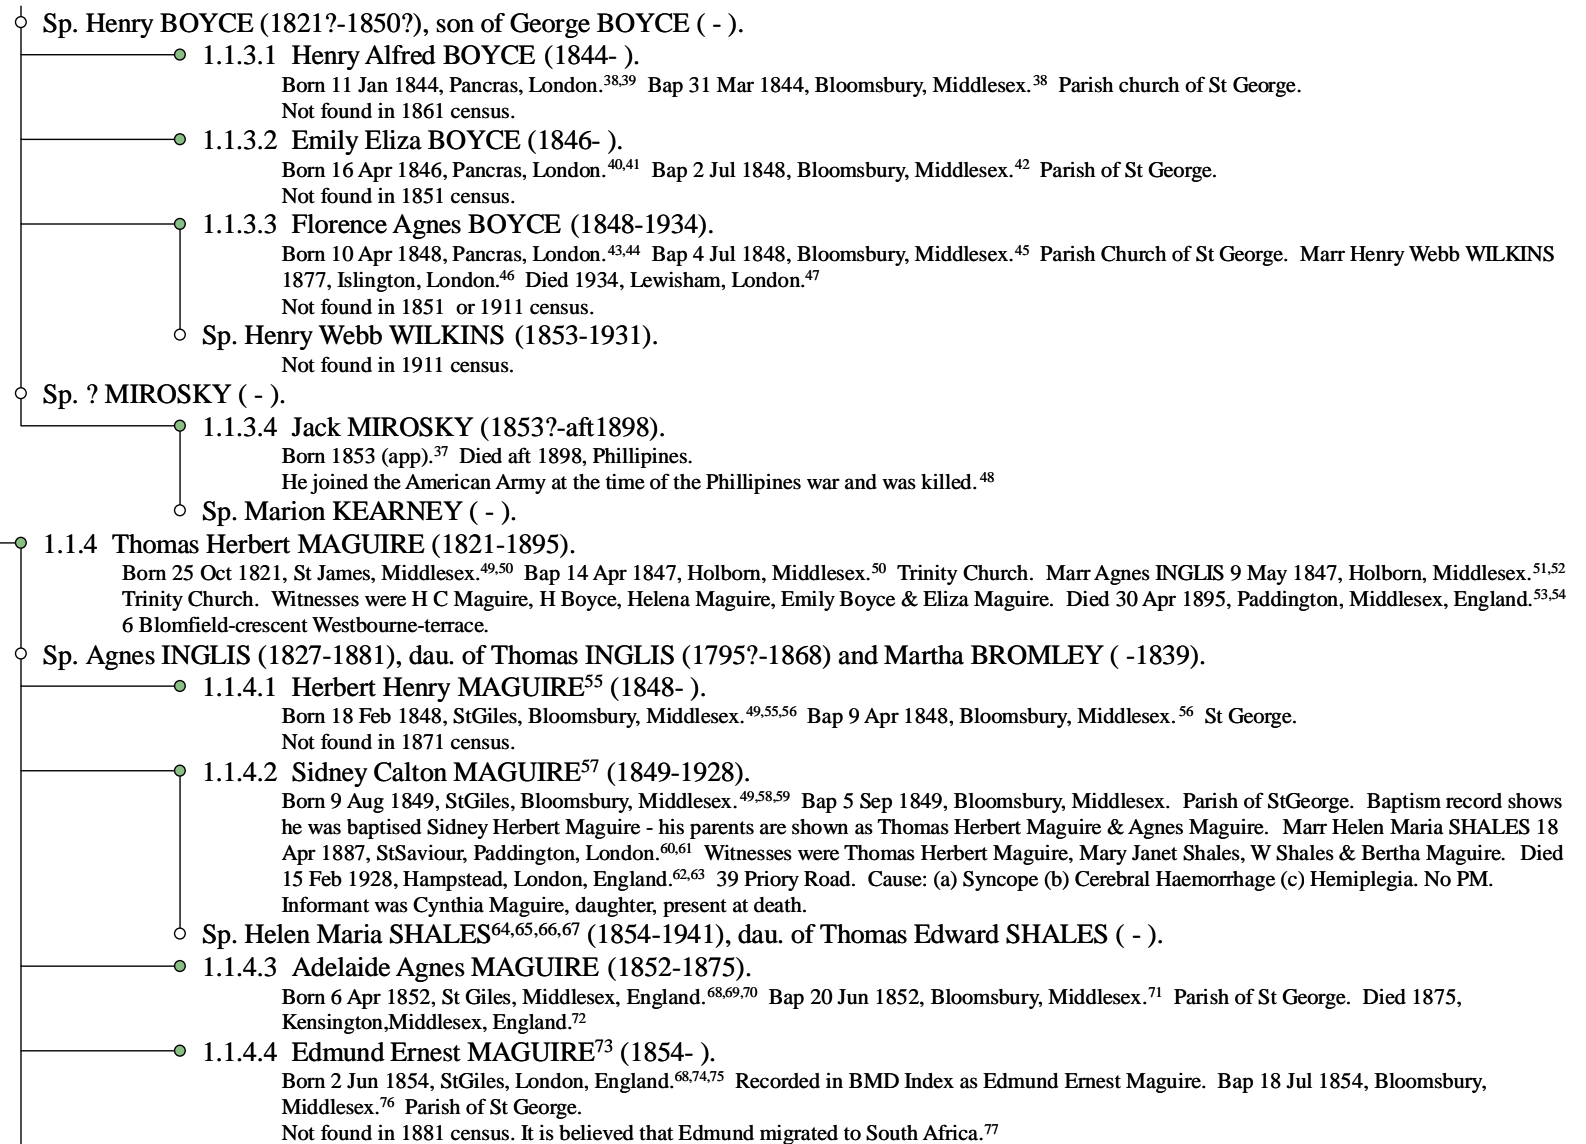 Sp. Henry BOYCE (1821?-1850?), son of George BOYCE ( - ).
1.1.3.1 Henry Alfred BOYCE (1844- ).
Born 11 Jan 1844, Pancras, London.38,39 Bap 31 Mar 1844, Bloomsbury, Middlesex.38 Parish church of St George.
Not found in 1861 census.
1.1.3.2 Emily Eliza BOYCE (1846- ).
Born 16 Apr 1846, Pancras, London.40,41 Bap 2 Jul 1848, Bloomsbury, Middlesex.42 Parish of St George.
Not found in 1851 census.
1.1.3.3 Florence Agnes BOYCE (1848-1934).
Born 10 Apr 1848, Pancras, London.43,44 Bap 4 Jul 1848, Bloomsbury, Middlesex.45 Parish Church of St George. Marr Henry Webb WILKINS
1877, Islington, London.46 Died 1934, Lewisham, London.47
Not found in 1851 or 1911 census.
Sp. Henry Webb WILKINS (1853-1931).
Not found in 1911 census.
Sp. ? MIROSKY ( - ).
1.1.3.4 Jack MIROSKY (1853?-aft1898).
Born 1853 (app).37 Died aft 1898, Phillipines.
He joined the American Army at the time of the Phillipines war and was killed.48
Sp. Marion KEARNEY ( - ).
1.1.4 Thomas Herbert MAGUIRE (1821-1895).
Born 25 Oct 1821, St James, Middlesex.49,50 Bap 14 Apr 1847, Holborn, Middlesex.50 Trinity Church. Marr Agnes INGLIS 9 May 1847, Holborn, Middlesex.51,52
Trinity Church. Witnesses were H C Maguire, H Boyce, Helena Maguire, Emily Boyce & Eliza Maguire. Died 30 Apr 1895, Paddington, Middlesex, England.53,54
6 Blomfield-crescent Westbourne-terrace.
Sp. Agnes INGLIS (1827-1881), dau. of Thomas INGLIS (1795?-1868) and Martha BROMLEY ( -1839).
1.1.4.1 Herbert Henry MAGUIRE55 (1848- ).
Born 18 Feb 1848, StGiles, Bloomsbury, Middlesex.49,55,56 Bap 9 Apr 1848, Bloomsbury, Middlesex.56 St George.
Not found in 1871 census.
1.1.4.2 Sidney Calton MAGUIRE57 (1849-1928).
Born 9 Aug 1849, StGiles, Bloomsbury, Middlesex.49,58,59 Bap 5 Sep 1849, Bloomsbury, Middlesex. Parish of StGeorge. Baptism record shows
he was baptised Sidney Herbert Maguire - his parents are shown as Thomas Herbert Maguire & Agnes Maguire. Marr Helen Maria SHALES 18
Apr 1887, StSaviour, Paddington, London.60,61 Witnesses were Thomas Herbert Maguire, Mary Janet Shales, W Shales & Bertha Maguire. Died
15 Feb 1928, Hampstead, London, England.62,63 39 Priory Road. Cause: (a) Syncope (b) Cerebral Haemorrhage (c) Hemiplegia. No PM.
Informant was Cynthia Maguire, daughter, present at death.
Sp. Helen Maria SHALES64,65,66,67 (1854-1941), dau. of Thomas Edward SHALES ( - ).
1.1.4.3 Adelaide Agnes MAGUIRE (1852-1875).
Born 6 Apr 1852, St Giles, Middlesex, England.68,69,70 Bap 20 Jun 1852, Bloomsbury, Middlesex.71 Parish of St George. Died 1875,
Kensington,Middlesex, England.72
1.1.4.4 Edmund Ernest MAGUIRE73 (1854- ).
Born 2 Jun 1854, StGiles, London, England.68,74,75 Recorded in BMD Index as Edmund Ernest Maguire. Bap 18 Jul 1854, Bloomsbury,
Middlesex.76 Parish of St George.
Not found in 1881 census. It is believed that Edmund migrated to South Africa.77